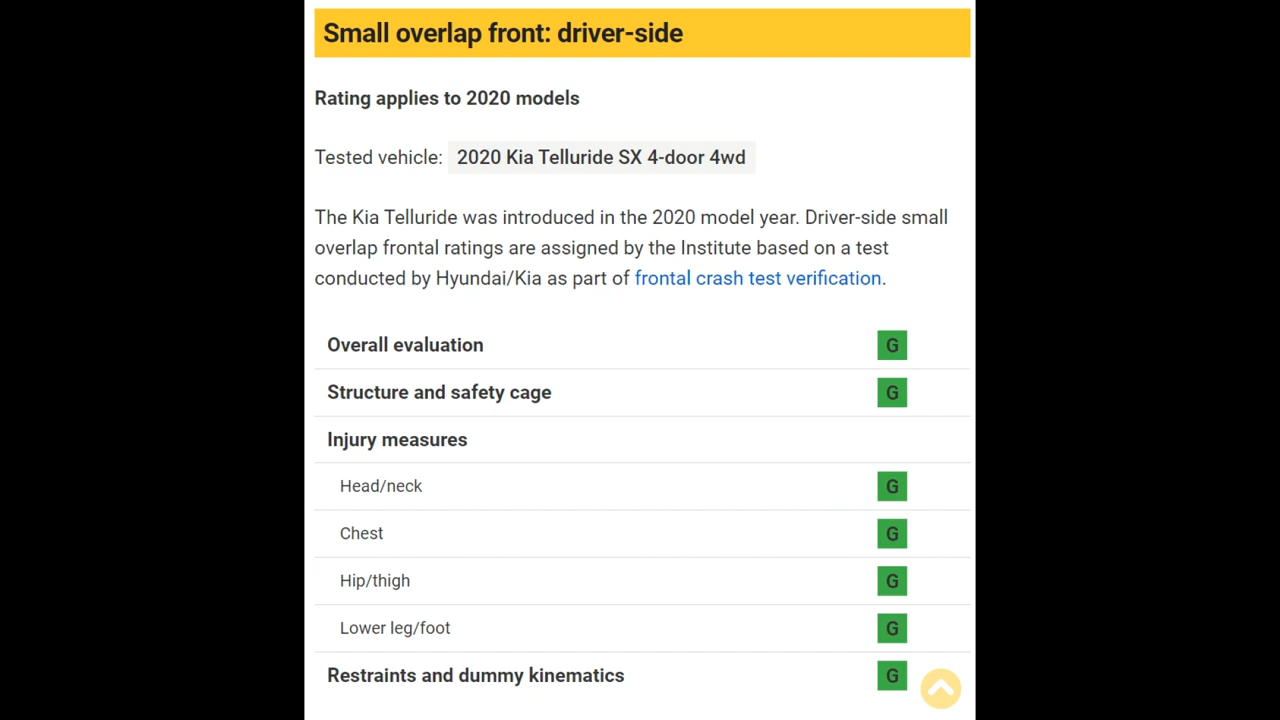 Small overlap front: driver-side
Rating applies to 2020 models
Tested vehicle: 2020 Kia Telluride SX 4-door 4wd
The Kia Telluride was introduced in the 2020 model year. Driver-side small
overlap frontal ratings are assigned by the Institute based on a test
conducted by Hyundai/Kia as part of frontal crash test verification.
Overall evaluation G
Structure and safety cage G
Injury measures
Head/neck G
Chest G
Hip/thigh G
Lower leg/foot G
Restraints and dummy kinematics G